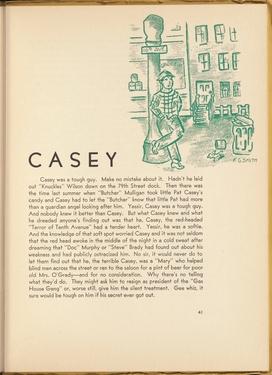 10th AVE
F.G. SMITH
CASEY
Casey was a tough guy. Make no mistake about it. Hadn't he laid
out "Knuckles" Wilson down on the 79th Street dock. Then there was
the time last summer when "Butcher" Mulligan took little Pat Casey's
candy and Casey had to let the "Butcher" know that little Pat had more
than a guardian angel looking after him. Yessir, Casey was a tough guy.
And nobody knew it better than Casey. But what Casey knew and what
he dreaded anyone's finding out was that he, Casey, the red-headed
"Terror of Tenth Avenue" had a tender heart. Yessir, he was a softie.
And the knowledge of that soft spot worried Casey and it was not seldom
that the red head awoke in the middle of the night in a cold sweat after
dreaming that "Doc" Murphy or "Steve" Brady had found out about his
weakness and had publicly ostracized him. No sir, it would never do to
let them find out that he, the terrible Casey, was a "Mary" who helped
blind men across the street or ran to the saloon for a pint of beer for poor
old Mrs. O'Grady—and for no consideration. Why there's no telling
what they'd do. They might ask him to resign as president of the "Gas
House Gang" or, worse still, give him the silent treatment. Gee whiz, it
sure would be tough on him if his secret ever got out.
41